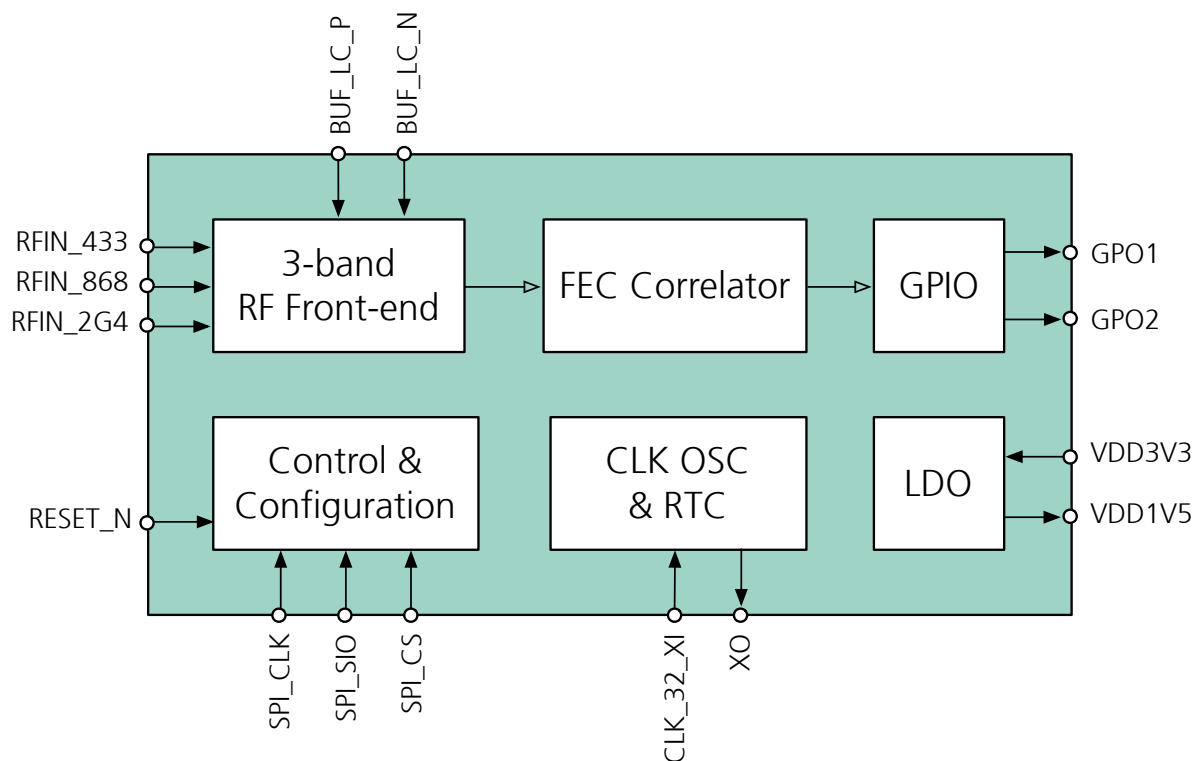 BUF_LC_P
BUF_LC_N
RFIN_433
RFIN_868
RFIN_2G4
3-band
RF Front-end
FEC Correlator
GPIO
GPO1
GPO2
RESET_N
Control &
Configuration
CLK OSC
& RTC
LDO
VDD3V3
VDD1V5
SPI_CLK
SPI_SIO
SPI_CS
CLK_32_XI
XO